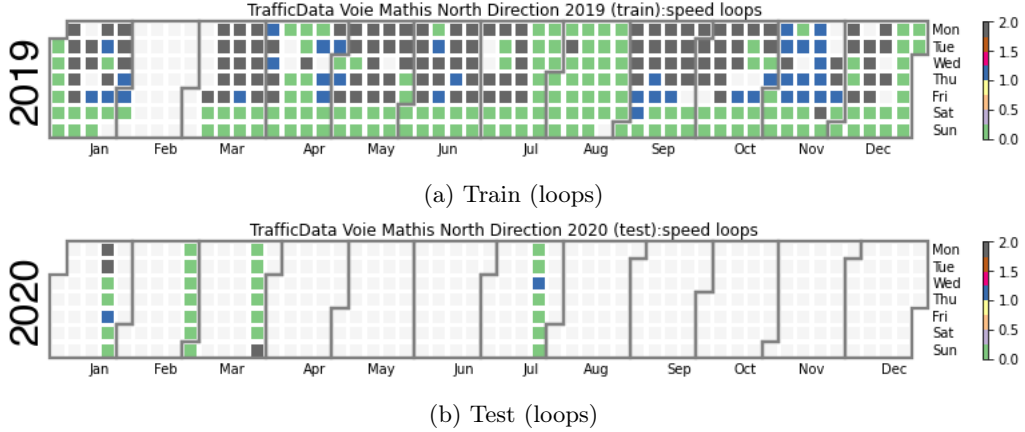 TrafficData Voie Mathis North Direction 2019 (train):speed loops
2019
Mon
Tue
Wed
Thu
Fri
Sat
Sun
2.0
1.5
1.0
0.5
0.0
Jan Feb Mar Apr May Jun Jul Aug Sep Oct Nov Dec
(a) Train (loops)
TrafficData Voie Mathis North Direction 2020 (test):speed loops
2020
Mon
Tue
Wed
Thu
Fri
Sat
Sun
2.0
1.5
1.0
0.5
0.0
Jan Feb Mar Apr May Jun Jul Aug Sep Oct Nov Dec
(b) Test (loops)